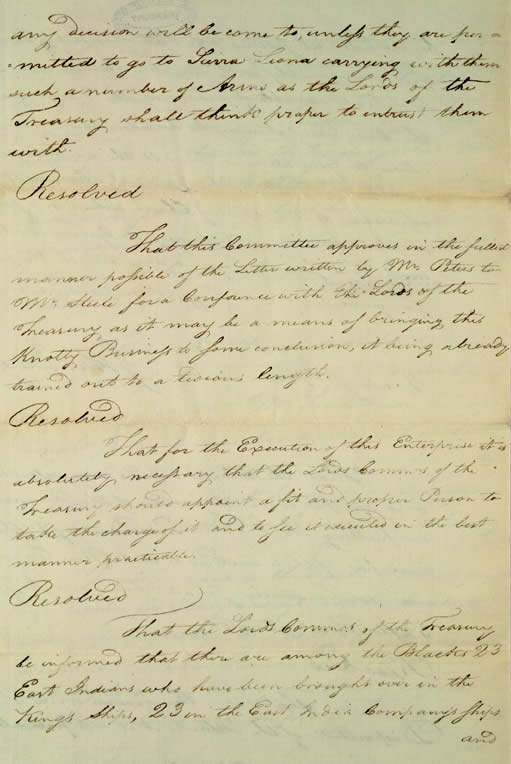 any decision will be come to, unless they are per=
=mitted to go to Sierra Leona carrying with them
such a number of Arms as the Lords of the
Treasury shall think proper to entrust them
with.
Resolved
That this Committee approves in the fullest
manner possible of the Letter written by Mr. Peters to
Mr. Steele for a Conference with the Lords of the
Treasury as it may be a means of bringing this
Knotty Business to some conclusion, it being already
trained out to a tedious length.
Resolved
That for the Execution of this Enterprise it is
absolutely necessary that the Lords Commrs of the
Treasury should appoint a fit and proper Person to
take the charge of it and to see it executed in the best
manner practicable.
Resolved
That the Lords Commrs of the Treasury
be informed that there are among the Blacks 23
East Indians who have been brought over in the
Kings Ships, 23 in the East India Companys Ships
and